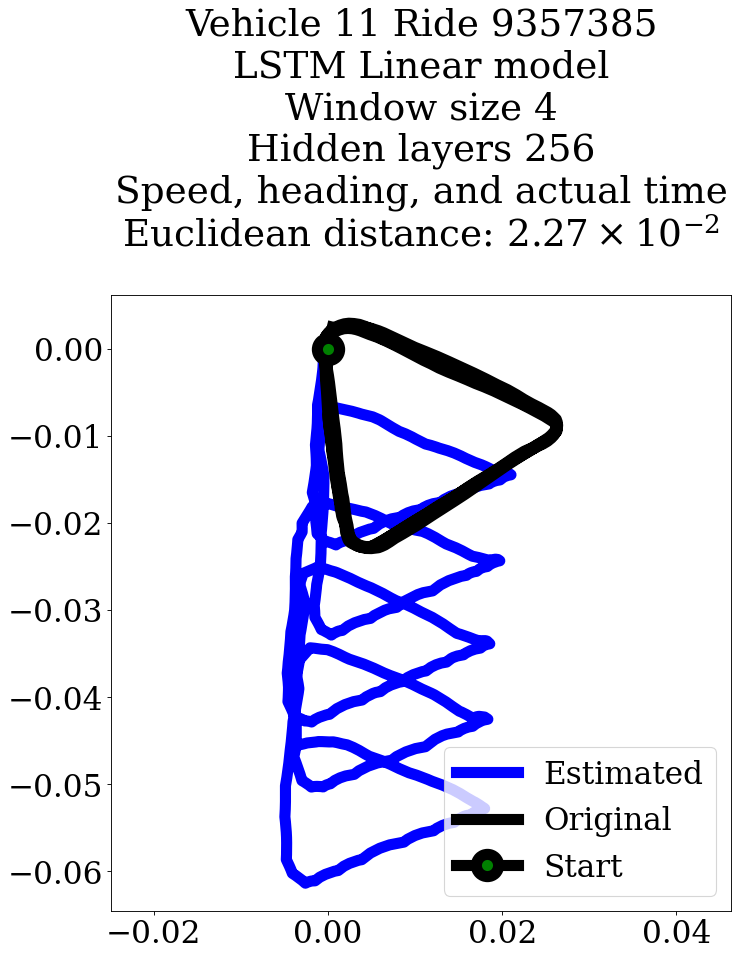 Vehicle 11 Ride 9357385
LSTM Linear model
Window size 4
Hidden layers 256
Speed, heading, and actual time
Euclidean distance: 2.27 × 10⁻²
0.00
−0.01
−0.02
−0.03
−0.04
−0.05
−0.06
Estimated
Original
Start
−0.02 0.00 0.02 0.04